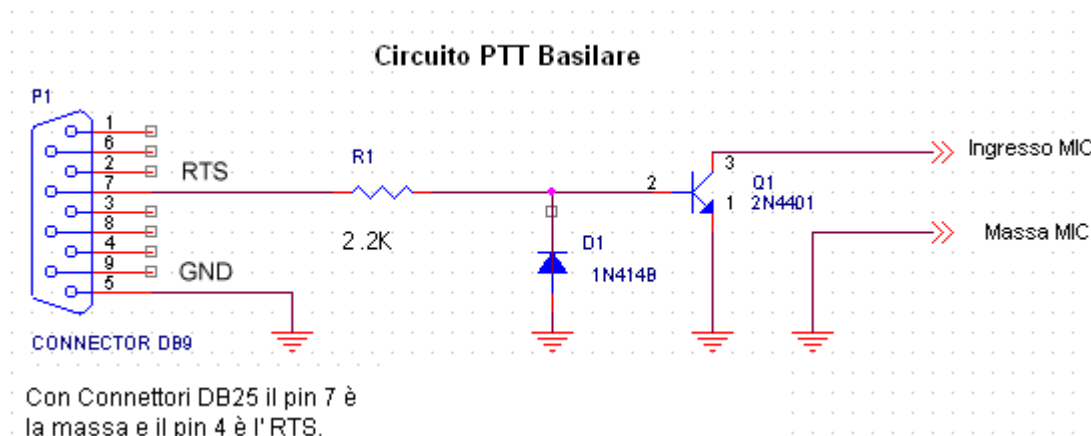 Circuito PTT Basilare
P1
1
6
2
7
3
8
4
9
5
RTS
GND
R1
2.2K
2
3
1
Q1
2N4401
D1
1N414B
Ingresso MIC
Massa MIC
CONNECTOR DB9
Con Connettori DB25 il pin 7 è
la massa e il pin 4 è l' RTS.